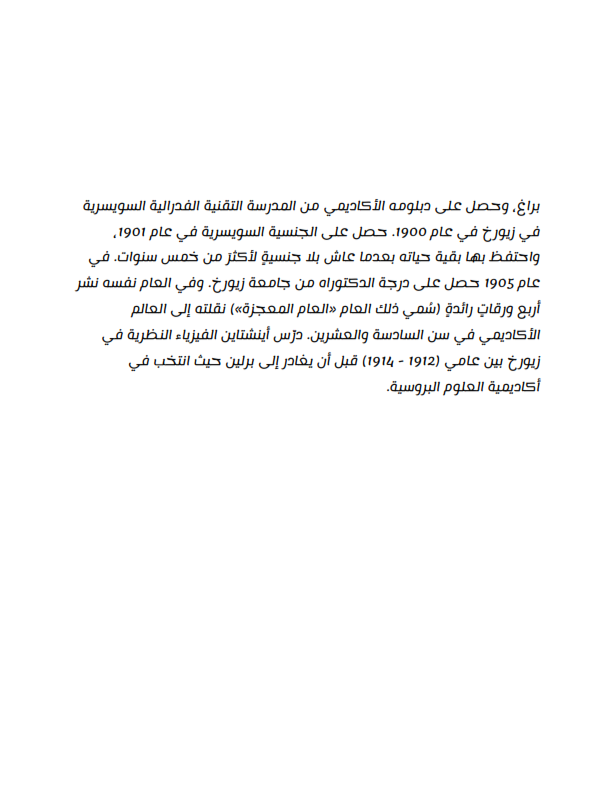 براغ، وحصل على دبلومه الأكاديمي من المدرسة التقنية الفدرالية السويسرية
في زيورخ في عام 1900. حصل على الجنسية السويسرية في عام 1901،
واحتفظ بها بقية حياته بعدما عاش بلا جنسيةٍ لأكثرَ من خمس سنوات. في
عام 1905 حصل على درجة الدكتوراه من جامعة زيورخ. وفي العام نفسه نشر
أربع ورقاتٍ رائدةٍ (سُمي ذلك العام «العام المعجزة») نقلته إلى العالم
الأكاديمي في سن السادسة والعشرين. درّس أينشتاين الفيزياء النظرية في
زيورخ بين عامي (1912 - 1914) قبل أن يغادر إلى برلين حيث انتخب في
أكاديمية العلوم البروسية.